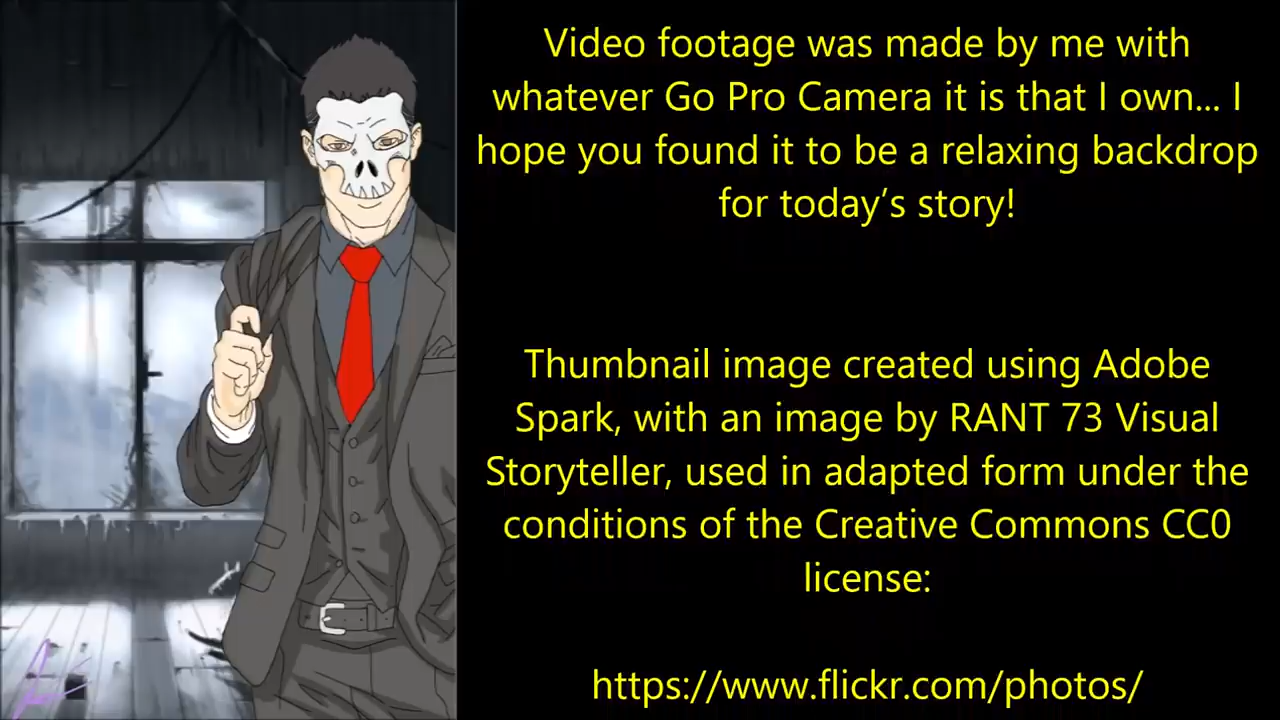 Video footage was made by me with
whatever Go Pro Camera it is that I own... I
hope you found it to be a relaxing backdrop
for today’s story!
Thumbnail image created using Adobe
Spark, with an image by RANT 73 Visual
Storyteller, used in adapted form under the
conditions of the Creative Commons CC0
license:
https://www.flickr.com/photos/